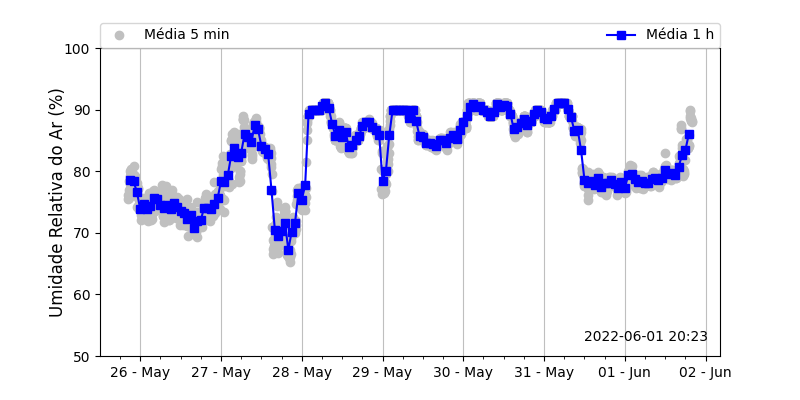 Média 5 min
Média 1 h
Umidade Relativa do Ar (%)
100
90
80
70
60
50
2022-06-01 20:23
26 - May
27 - May
28 - May
29 - May
30 - May
31 - May
01 - Jun
02 - Jun